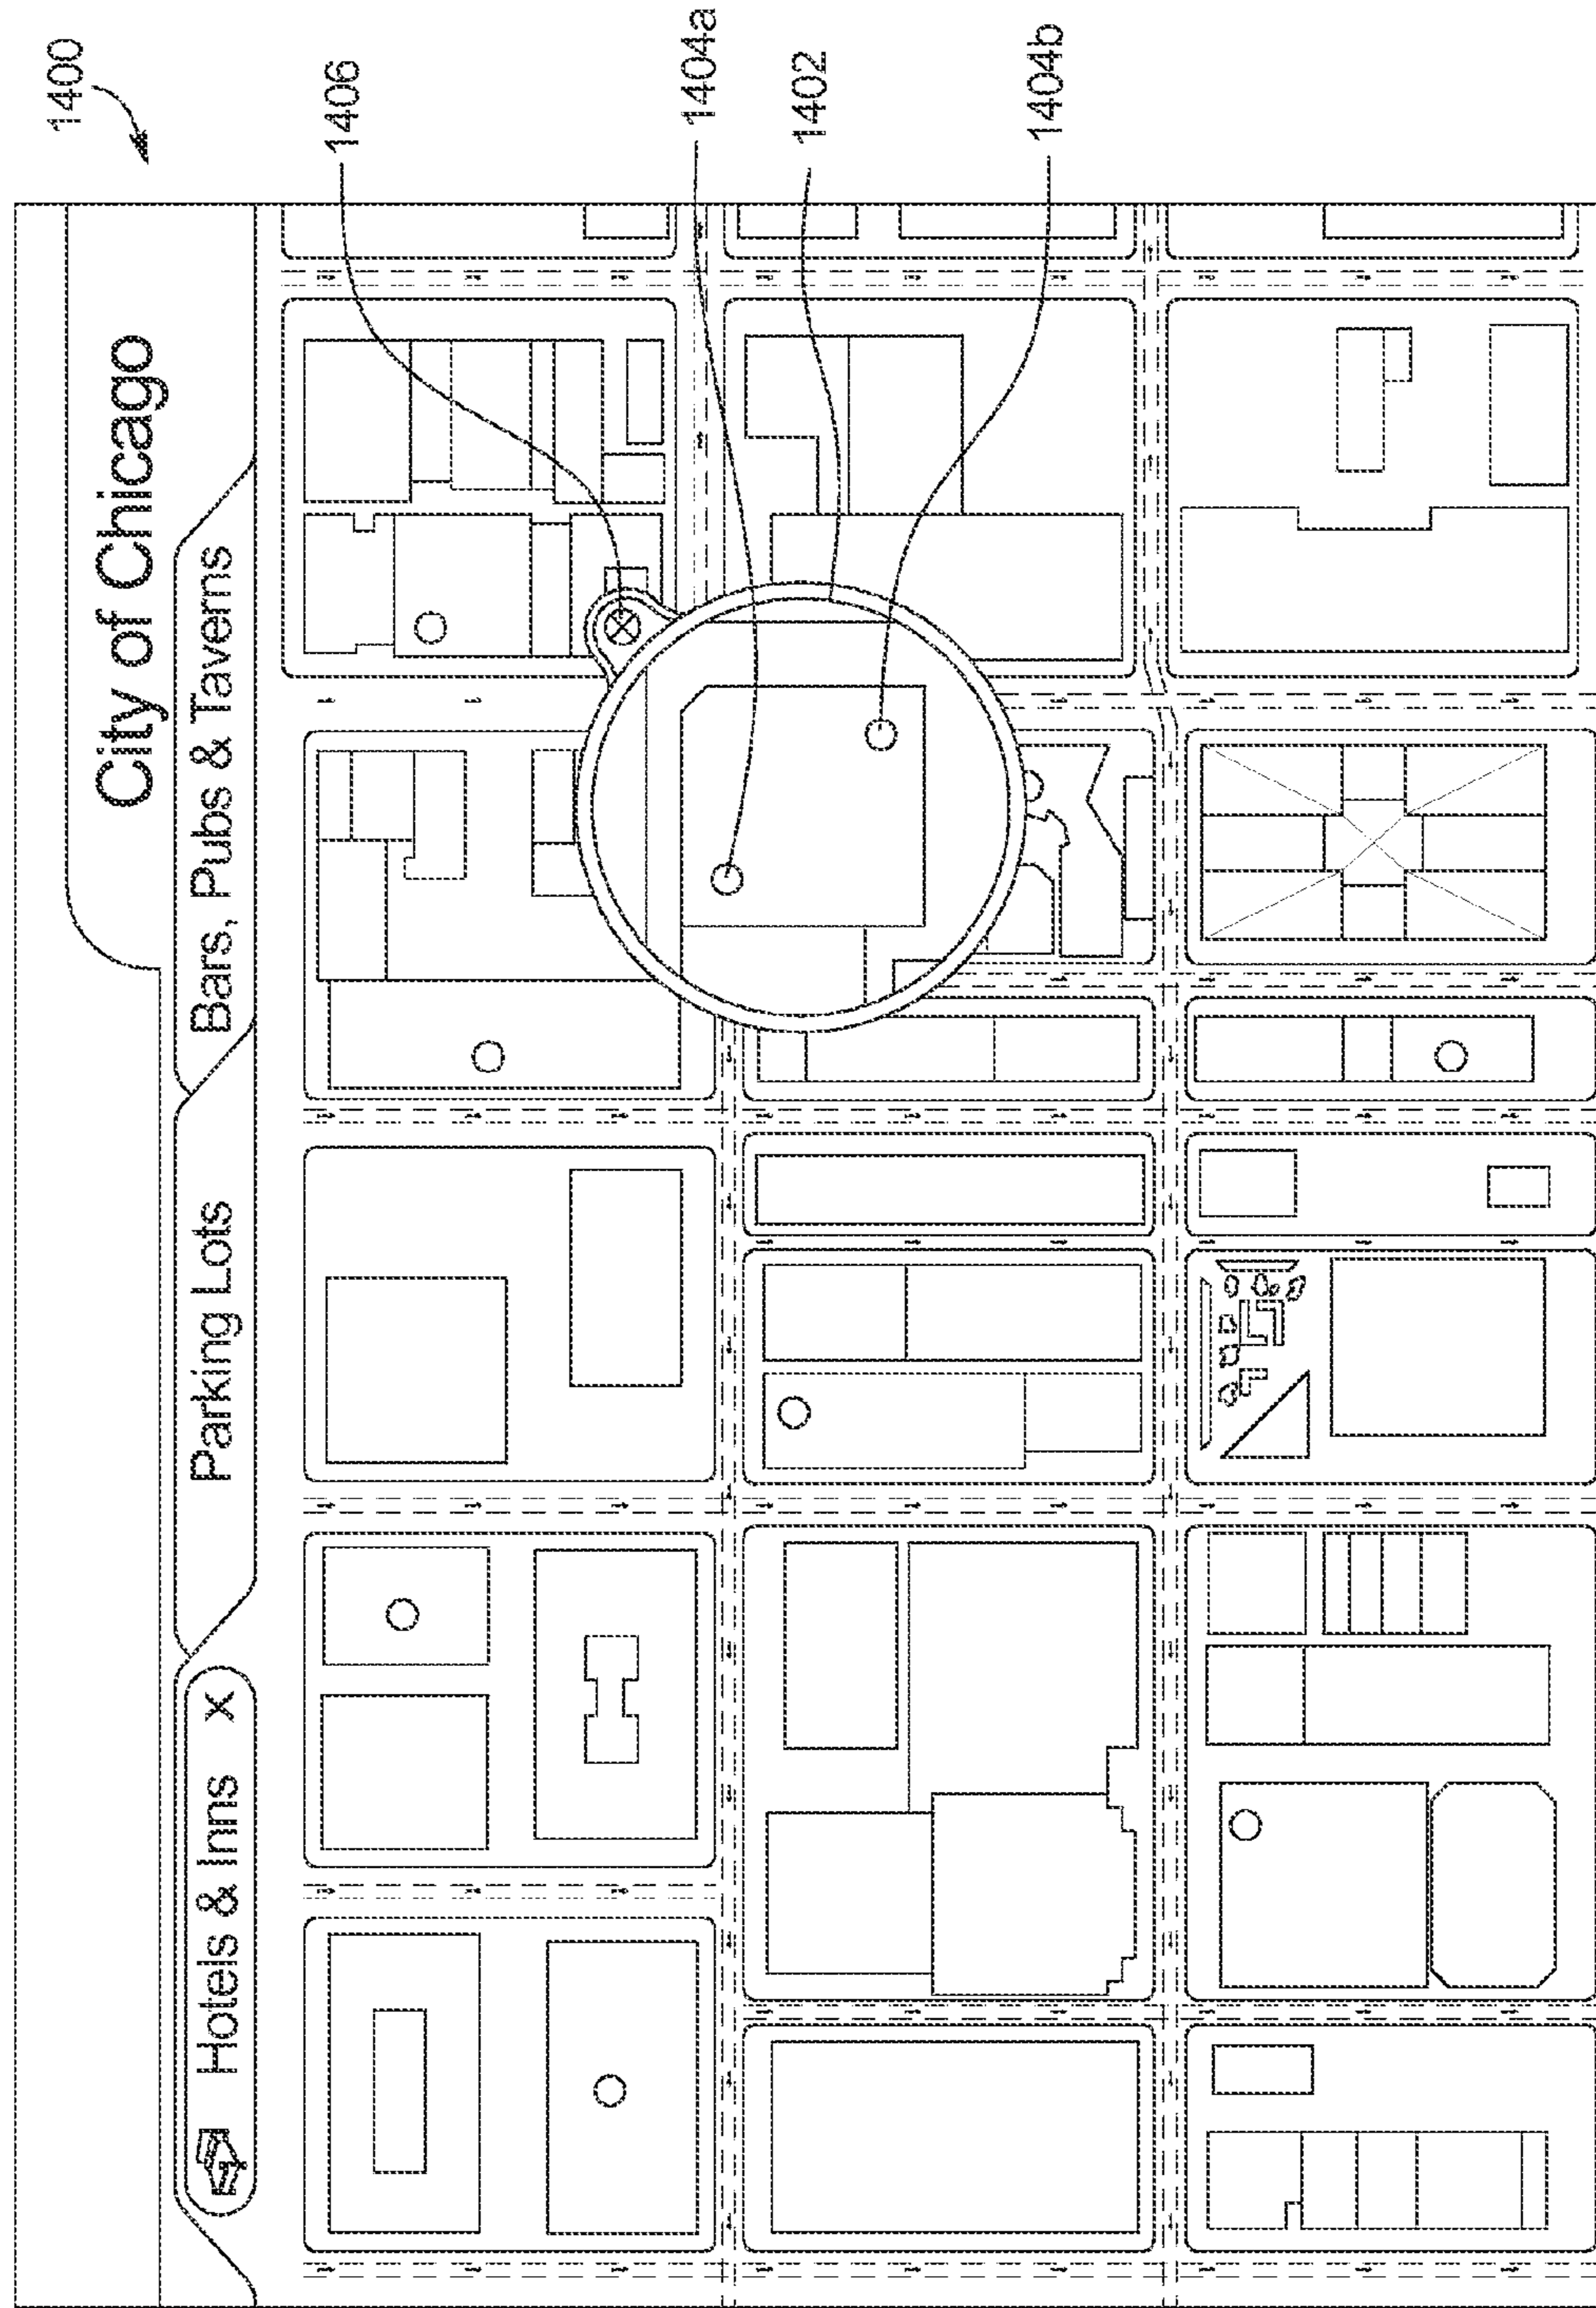 1400
City of Chicago
Hotels & Inns X
Parking Lots
Bars, Pubs & Taverns
1406
1404a
1402
1404b